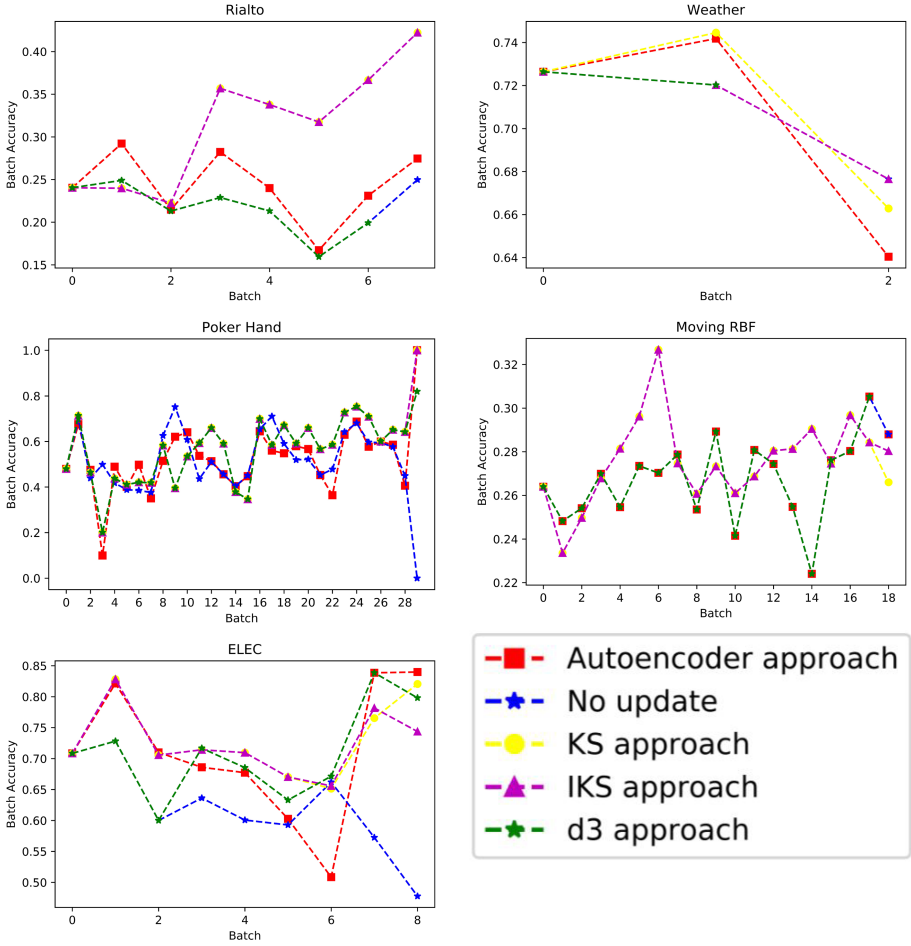 Rialto
Batch Accuracy
0.40
0.35
0.30
0.25
0.20
0.15
0 2 4 6
Batch
Weather
Batch Accuracy
0.74
0.72
0.70
0.68
0.66
0.64
0 2
Batch
Poker Hand
Batch Accuracy
1.0
0.8
0.6
0.4
0.2
0.0
0 2 4 6 8 10 12 14 16 18 20 22 24 26 28
Batch
Moving RBF
Batch Accuracy
0.32
0.30
0.28
0.26
0.24
0.22
0 2 4 6 8 10 12 14 16 18
Batch
ELEC
Batch Accuracy
0.85
0.80
0.75
0.70
0.65
0.60
0.55
0.50
0 2 4 6 8
Batch
Autoencoder approach
No update
KS approach
IKS approach
d3 approach